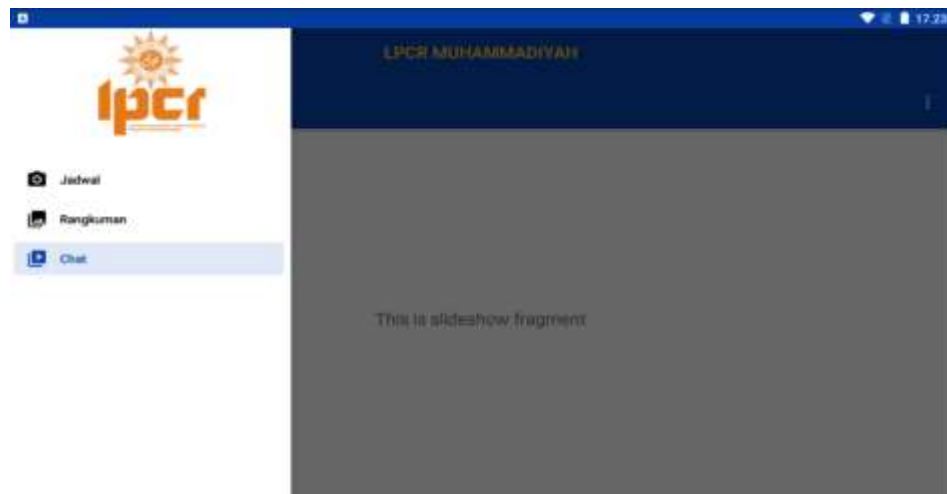 17.23
LPCR MUHAMMADIYAH
lpcr
Jadwal
Rangkuman
Chat
This is slideshow fragment